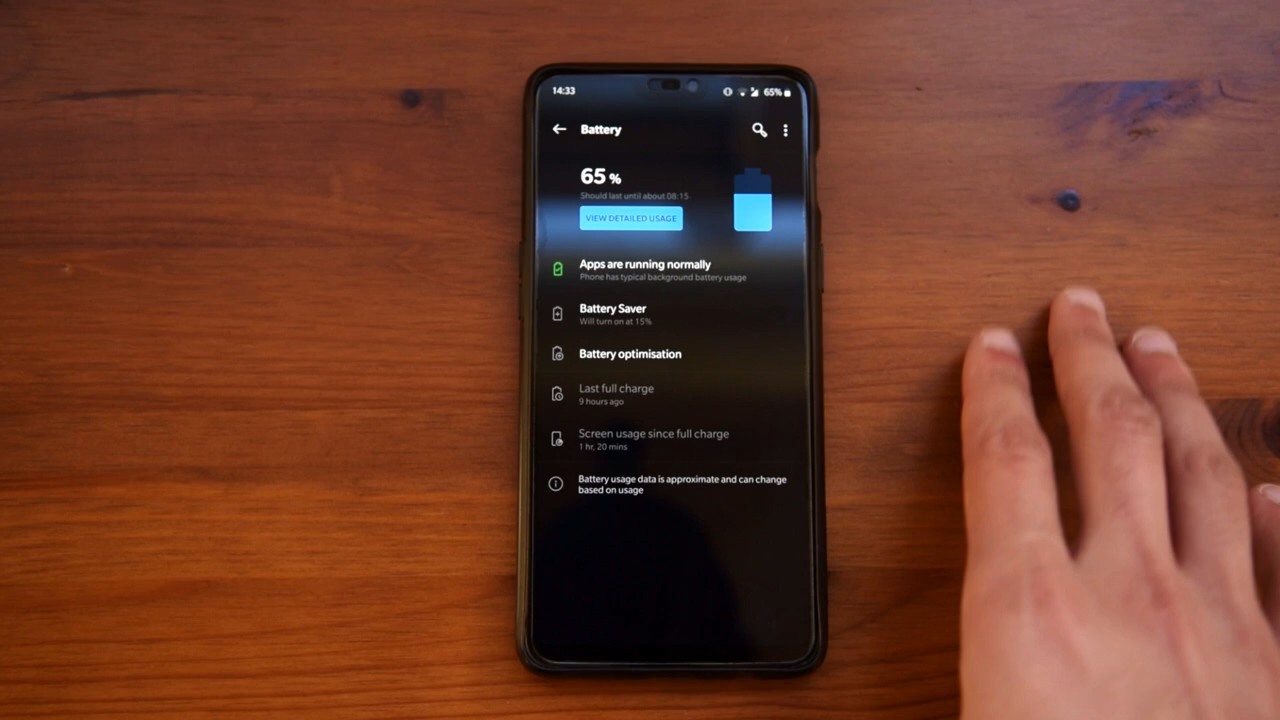 14:33
65%
Battery
65 %
Should last until about 08:15
VIEW DETAILED USAGE
Apps are running normally
Phone has typical background battery usage
Battery Saver
Will turn on at 15%
Battery optimisation
Last full charge
9 hours ago
Screen usage since full charge
1 hr, 20 mins
Battery usage data is approximate and can change
based on usage